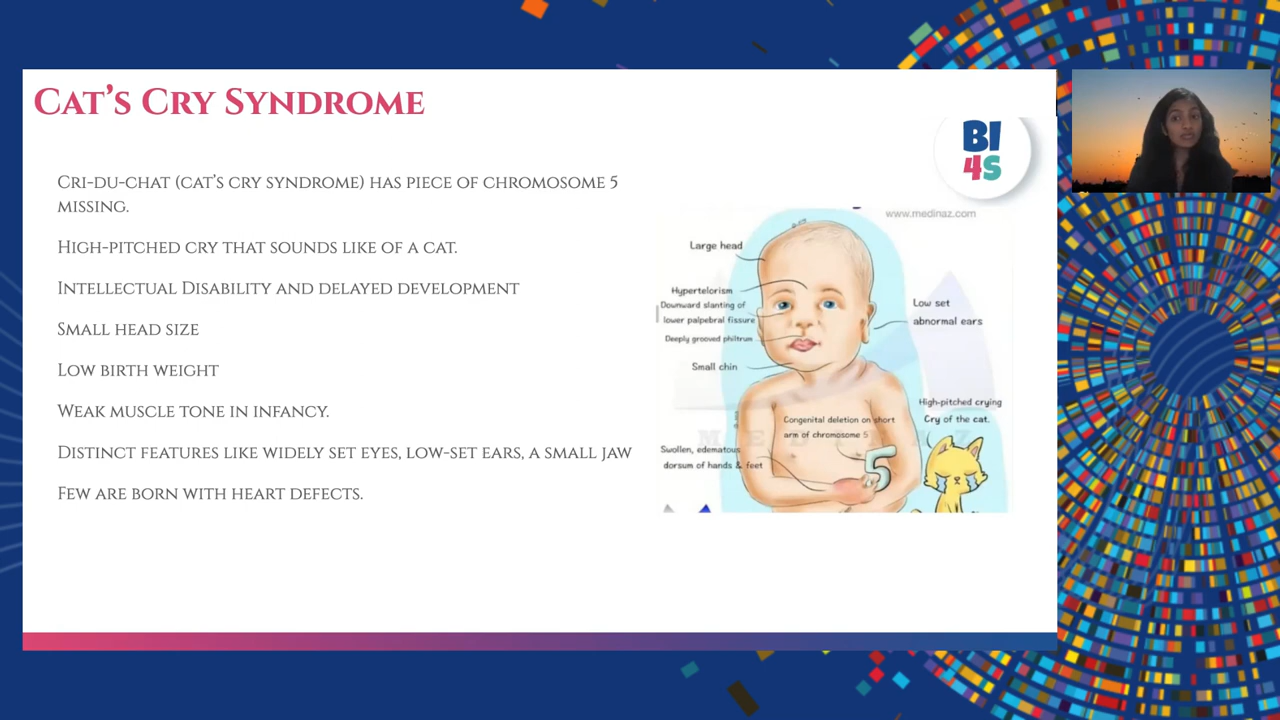 Cat's Cry Syndrome
BI
4S
Cri-du-chat (cat's cry syndrome) has piece of chromosome 5
missing.
High-pitched cry that sounds like of a cat.
Intellectual Disability and delayed development
Small head size
Low birth weight
Weak muscle tone in infancy.
Distinct features like widely set eyes, low-set ears, a small jaw
Few are born with heart defects.
www.medinaz.com
Large head
Hypertelorism
Downward slanting of
lower palpebral fissure
Deeply grooved philtrum
Small chin
Low set
abnormal ears
High-pitched crying
Cry of the cat.
Congenital deletion on short
arm of chromosome 5
Swollen, edematous
dorsum of hands & feet
5